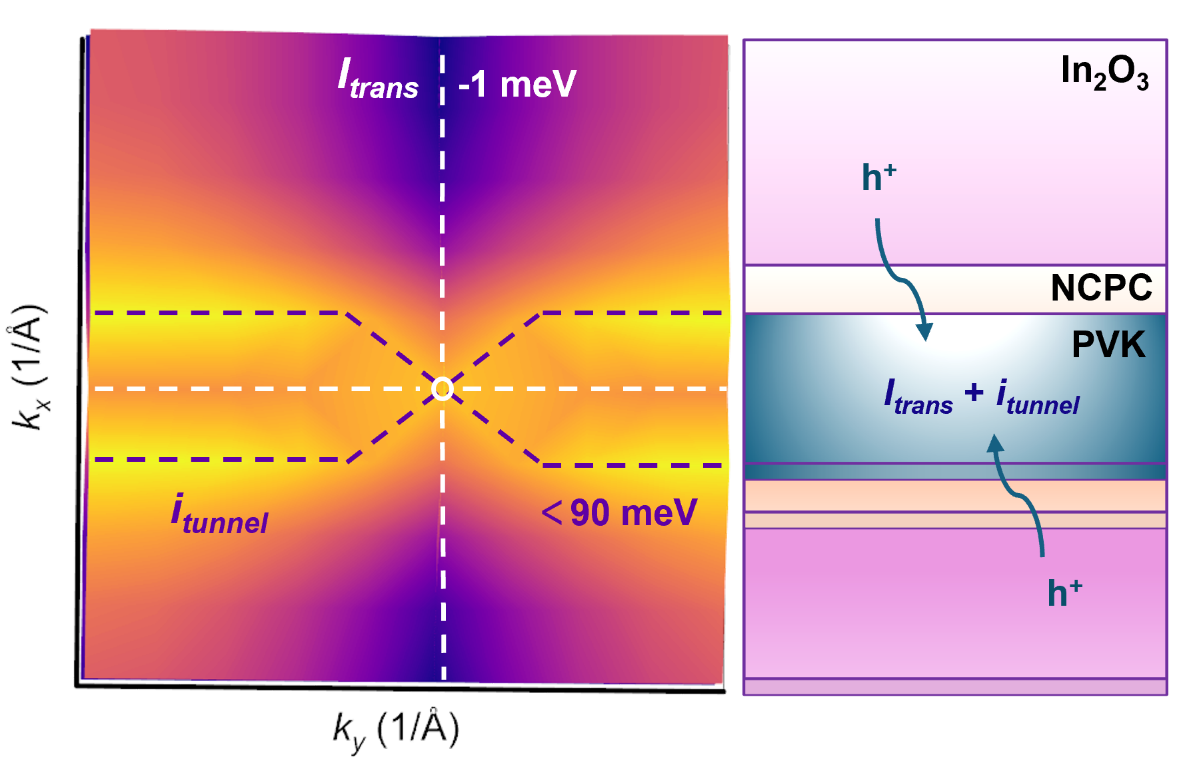 I_trans -1 meV
k_x (1/Å)
i_tunnel < 90 meV
k_y (1/Å)
In₂O₃
h⁺
NCPC
PVK
I_trans + i_tunnel
h⁺